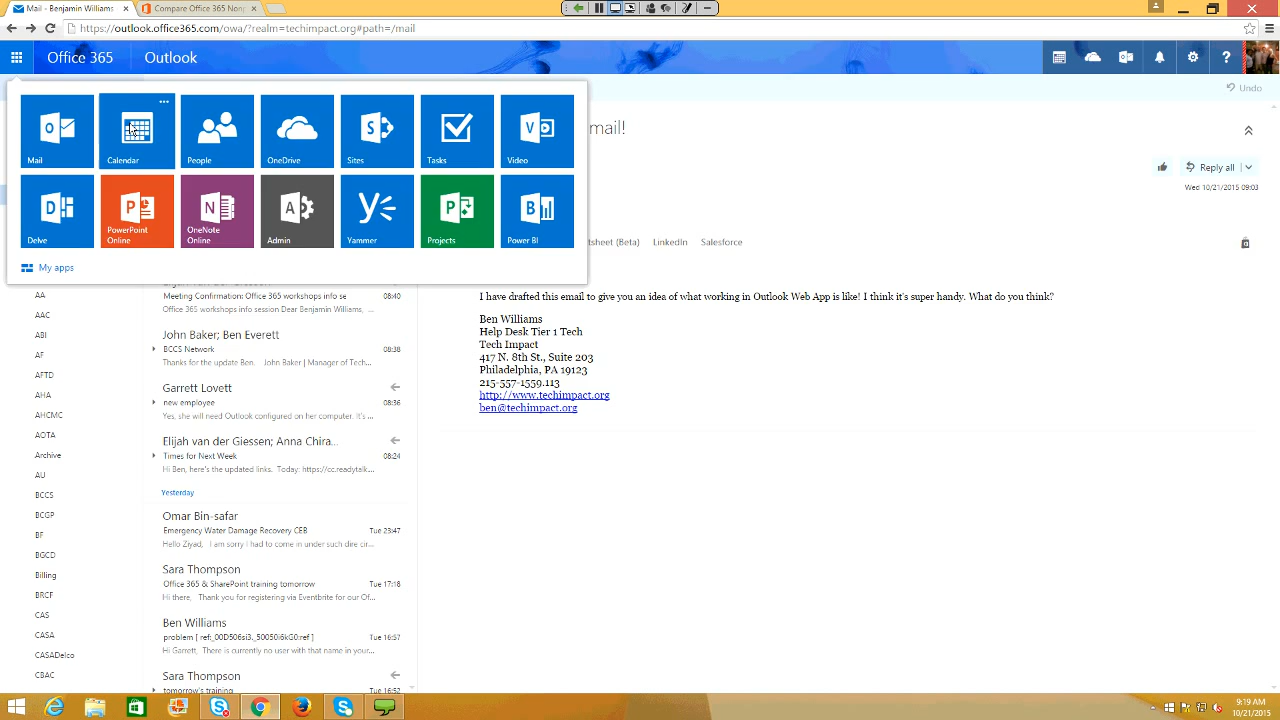 Mail - Benjamin Williams
Compare Office 365 Nonp
https://outlook.office365.com/owa/?realm=techimpact.org#path=/mail
Office 365
Outlook
Undo
Mail
Calendar
People
OneDrive
Sites
Tasks
Video
Delve
PowerPoint
Online
OneNote
Online
Admin
Yammer
Projects
Power BI
My apps
mail!
Reply all
Wed 10/21/2015 09:03
tsheet (Beta)
LinkedIn
Salesforce
AA
AAC
ABI
AF
AFTD
AHA
AHCMC
AOTA
Archive
AU
BCCS
BCGP
BF
BGCD
Billing
BRCF
CAS
CASA
CASADelco
CBAC
Meeting Confirmation: Office 365 workshops info se
08:40
Office 365 workshops info session Dear Benjamin Williams,
John Baker; Ben Everett
BCCS Network
08:38
Thanks for the update Ben. John Baker | Manager of Tech...
Garrett Lovett
new employee
08:36
Yes, she will need Outlook configured on her computer. It's ...
Elijah van der Giessen; Anna Chira...
Times for Next Week
08:24
Hi Ben, here's the updated links. Today: https://cc.readytalk...
Yesterday
Omar Bin-safar
Emergency Water Damage Recovery CEB
Tue 23:47
Hello Ziyad, I am sorry I had to come in under such dire cir...
Sara Thompson
Office 365 & SharePoint training tomorrow
Tue 17:18
Hi there, Thank you for registering via Eventbrite for our Of...
Ben Williams
problem [ ref:_00D506si3._50050i6kG0:ref ]
Tue 16:57
Hi Garrett, There is currently no user with that name in your...
Sara Thompson
tomorrow's training
Tue 16:52
I have drafted this email to give you an idea of what working in Outlook Web App is like! I think it's super handy. What do you think?
Ben Williams
Help Desk Tier 1 Tech
Tech Impact
417 N. 8th St., Suite 203
Philadelphia, PA 19123
215-557-1559.113
http://www.techimpact.org
ben@techimpact.org
9:19 AM
10/21/2015